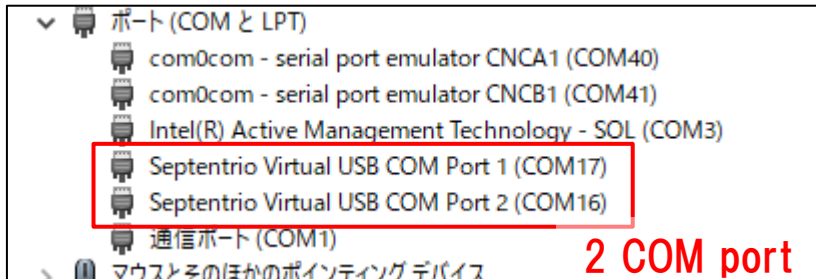 ポート (COM と LPT)
com0com - serial port emulator CNCA1 (COM40)
com0com - serial port emulator CNCB1 (COM41)
Intel(R) Active Management Technology - SOL (COM3)
Septentrio Virtual USB COM Port 1 (COM17)
Septentrio Virtual USB COM Port 2 (COM16)
通信ポート (COM1)
2 COM port
マウスとそのほかのポインティング デバイス